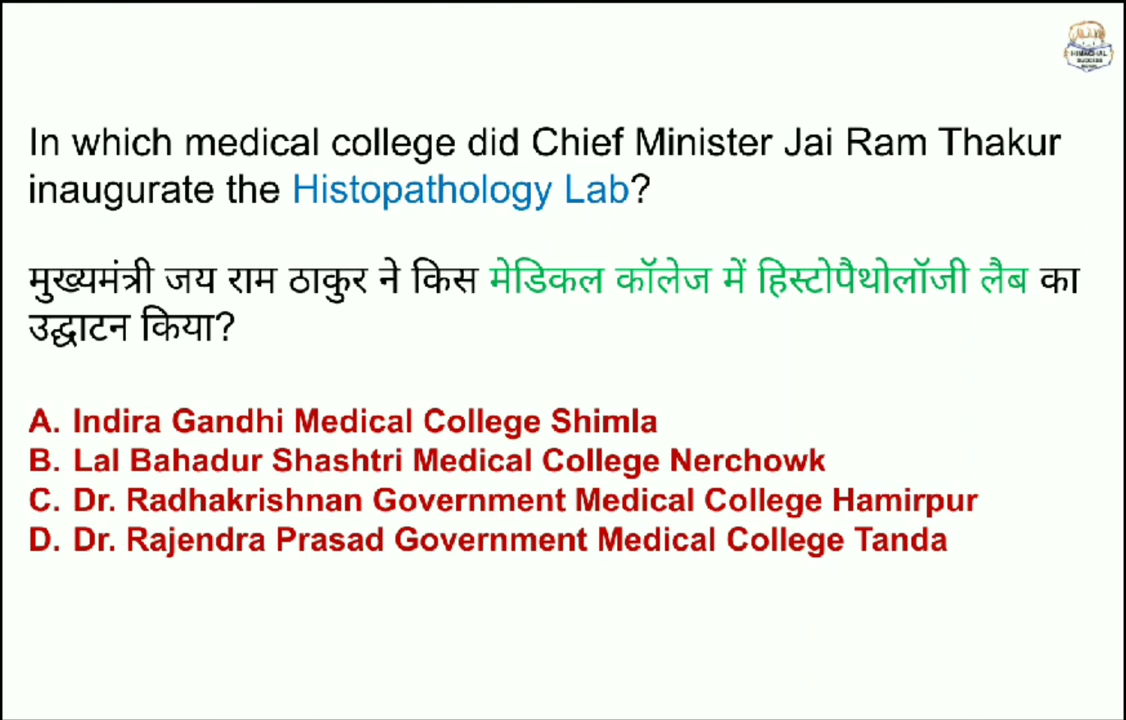 HIMACHAL
SUCCESS
In which medical college did Chief Minister Jai Ram Thakur
inaugurate the Histopathology Lab?
मुख्यमंत्री जय राम ठाकुर ने किस मेडिकल कॉलेज में हिस्टोपैथोलॉजी लैब का
उद्घाटन किया?
A. Indira Gandhi Medical College Shimla
B. Lal Bahadur Shashtri Medical College Nerchowk
C. Dr. Radhakrishnan Government Medical College Hamirpur
D. Dr. Rajendra Prasad Government Medical College Tanda